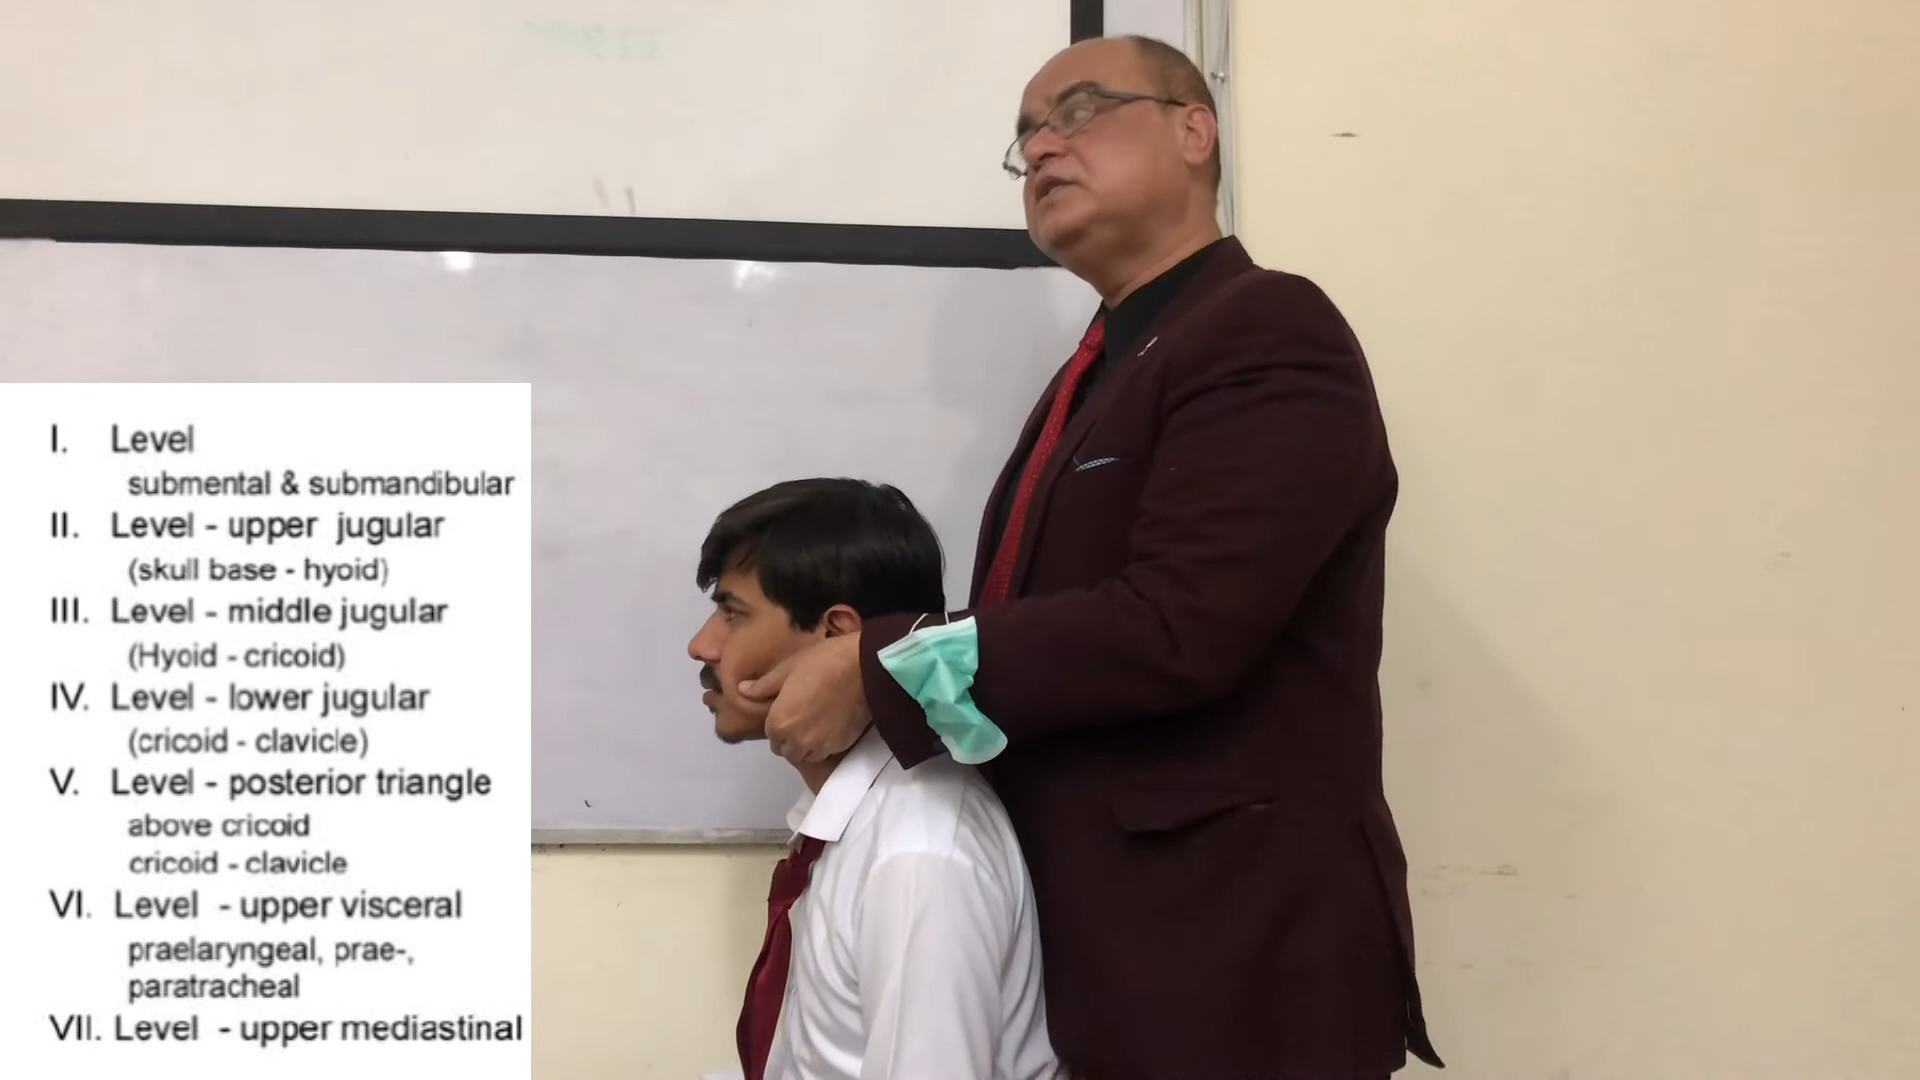 I. Level
submental & submandibular
II. Level - upper jugular
(skull base - hyoid)
III. Level - middle jugular
(Hyoid - cricoid)
IV. Level - lower jugular
(cricoid - clavicle)
V. Level - posterior triangle
above cricoid
cricoid - clavicle
VI. Level - upper visceral
praelaryngeal, prae-,
paratracheal
VII. Level - upper mediastinal